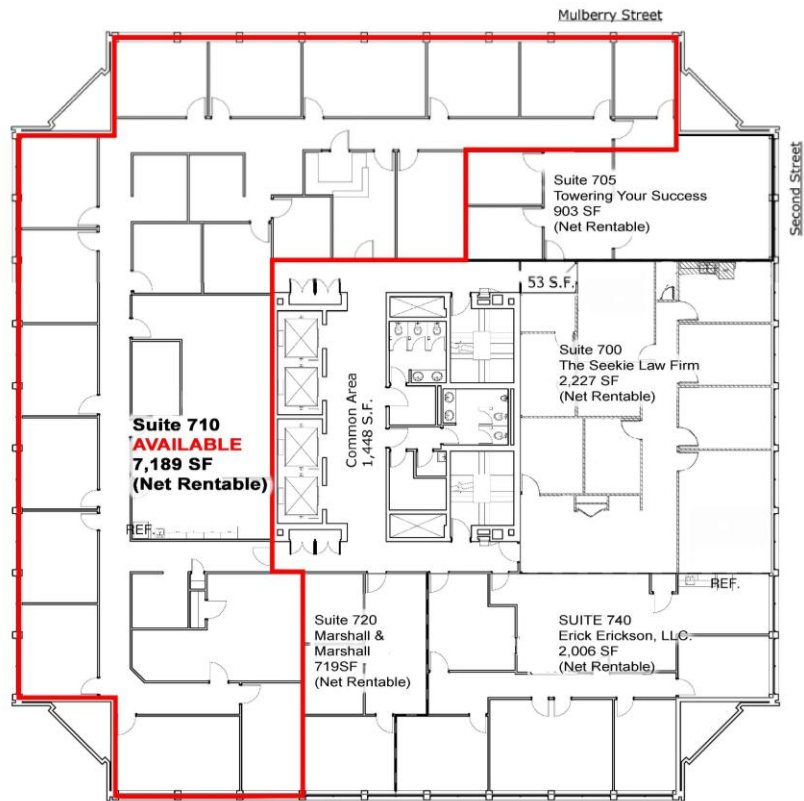 Mulberry Street
Second Street
Suite 705
Towering Your Success
903 SF
(Net Rentable)
53 S.F.
Suite 700
The Seekie Law Firm
2,227 SF
(Net Rentable)
Common Area
1,448 S.F.
Suite 710
AVAILABLE
7,189 SF
(Net Rentable)
REF.
REF.
Suite 720
Marshall &
Marshall
719SF
(Net Rentable)
SUITE 740
Erick Erickson, LLC.
2,006 SF
(Net Rentable)